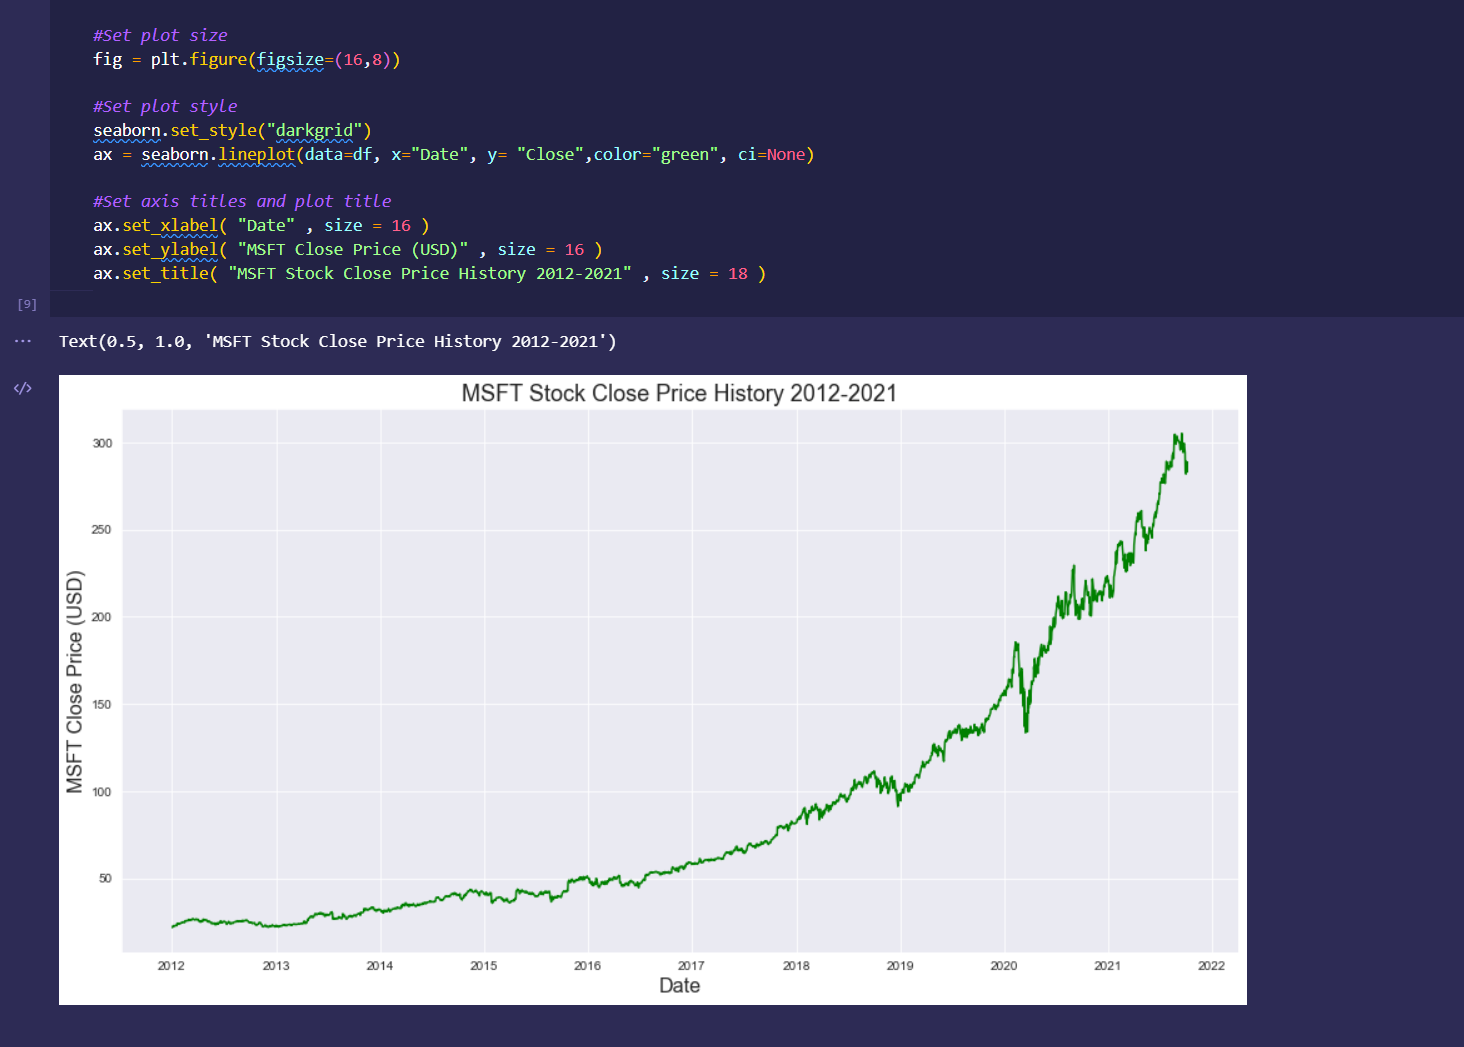 #Set plot size
fig = plt.figure(figsize=(16,8))
#Set plot style
seaborn.set_style("darkgrid")
ax = seaborn.lineplot(data=df, x="Date", y= "Close",color="green", ci=None)
#Set axis titles and plot title
ax.set_xlabel( "Date" , size = 16 )
ax.set_ylabel( "MSFT Close Price (USD)" , size = 16 )
ax.set_title( "MSFT Stock Close Price History 2012-2021" , size = 18 )
[9]
... Text(0.5, 1.0, 'MSFT Stock Close Price History 2012-2021')
</>
MSFT Stock Close Price History 2012-2021
MSFT Close Price (USD)
300
250
200
150
100
50
2012 2013 2014 2015 2016 2017 2018 2019 2020 2021 2022
Date